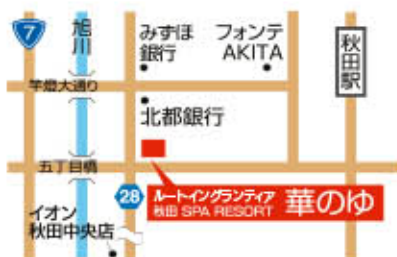 7
旭川
みずほ
銀行
フォンテ
AKITA
秋田駅
竿燈大通り
北都銀行
五丁目橋
28
ルートイングランティア
秋田 SPA RESORT
華のゆ
イオン
秋田中央店